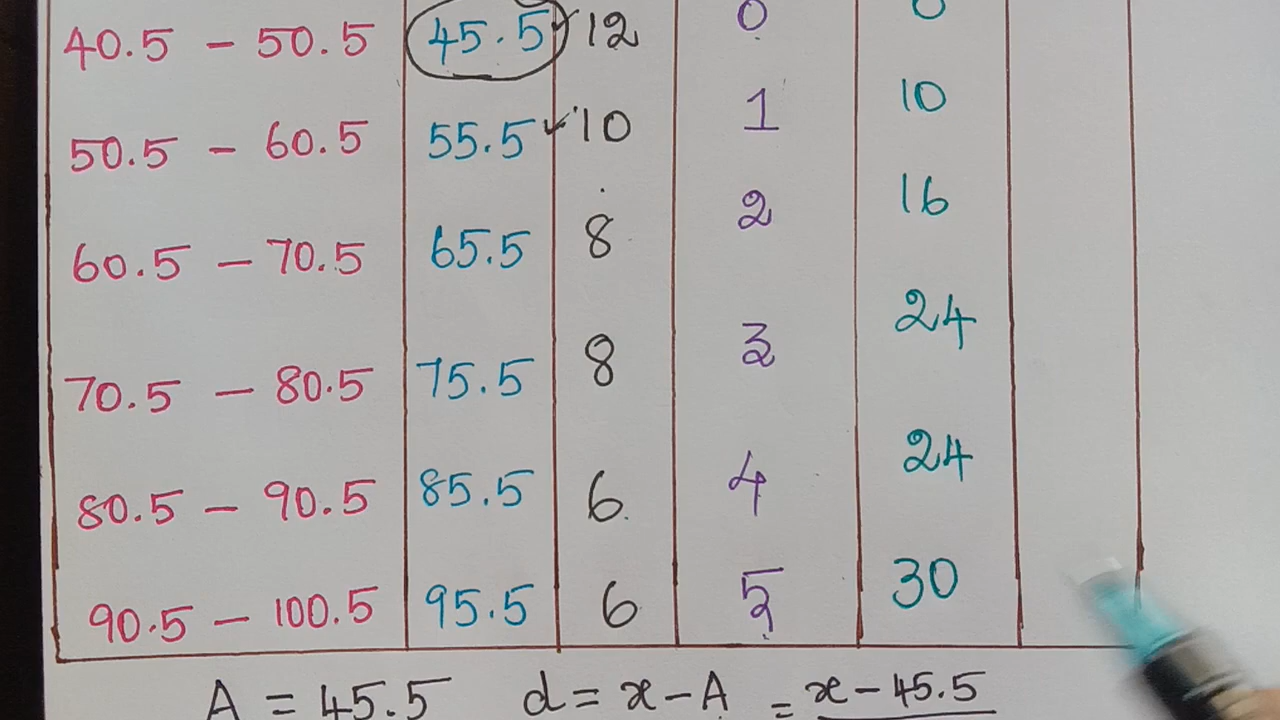 40.5 - 50.5 45.5 12 0 0
50.5 - 60.5 55.5 10 1 10
60.5 - 70.5 65.5 8 2 16
70.5 - 80.5 75.5 8 3 24
80.5 - 90.5 85.5 6 4 24
90.5 - 100.5 95.5 6 5 30
A = 45.5 d = x - A = x - 45.5